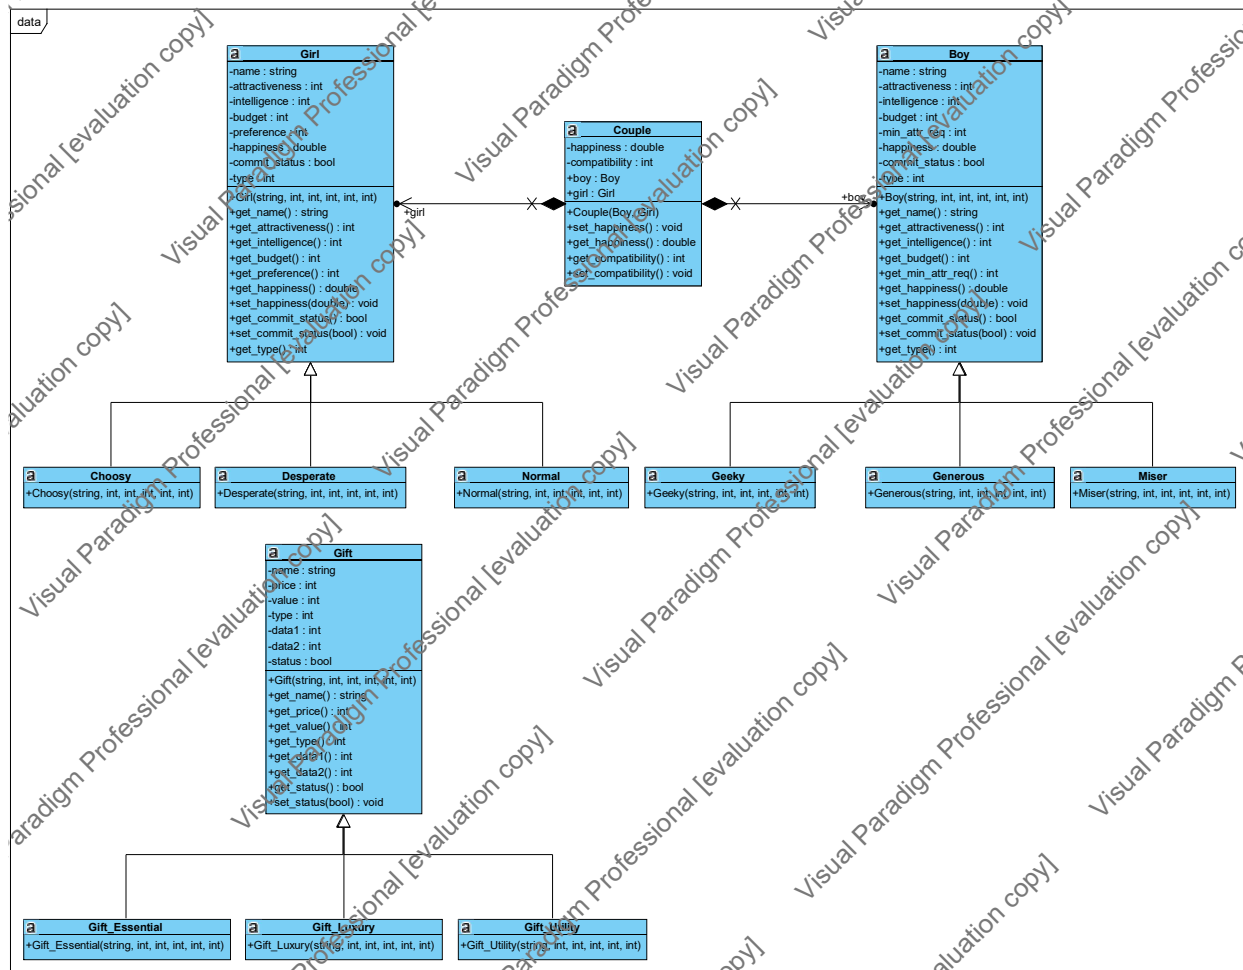 data
Girl
-name : string
-attractiveness : int
-intelligence : int
-budget : int
-preference : int
-happiness : double
-commit_status : bool
-type : int
+Girl(string, int, int, int, int, int)
+get_name() : string
+get_attractiveness() : int
+get_intelligence() : int
+get_budget() : int
+get_preference() : int
+get_happiness() : double
+set_happiness(double) : void
+get_commit_status() : bool
+set_commit_status(bool) : void
+get_type() : int
+girl
Couple
-happiness : double
-compatibility : int
+boy : Boy
+girl : Girl
+Couple(Boy, Girl)
+set_happiness() : void
+get_happiness() : double
+get_compatibility() : int
+set_compatibility() : void
+boy
Boy
-name : string
-attractiveness : int
-intelligence : int
-budget : int
-min_attr_req : int
-happiness : double
-commit_status : bool
-type : int
+Boy(string, int, int, int, int, int)
+get_name() : string
+get_attractiveness() : int
+get_intelligence() : int
+get_budget() : int
+get_min_attr_req() : int
+get_happiness() : double
+set_happiness(double) : void
+get_commit_status() : bool
+set_commit_status(bool) : void
+get_type() : int
Choosy
+Choosy(string, int, int, int, int, int)
Desperate
+Desperate(string, int, int, int, int, int)
Normal
+Normal(string, int, int, int, int, int)
Geeky
+Geeky(string, int, int, int, int, int)
Generous
+Generous(string, int, int, int, int, int)
Miser
+Miser(string, int, int, int, int, int)
Gift
-name : string
-price : int
-value : int
-type : int
-data1 : int
-data2 : int
-status : bool
+Gift(string, int, int, int, int, int)
+get_name() : string
+get_price() : int
+get_value() : int
+get_type() : int
+get_data1() : int
+get_data2() : int
+get_status() : bool
+set_status(bool) : void
Gift_Essential
+Gift_Essential(string, int, int, int, int, int)
Gift_Luxury
+Gift_Luxury(string, int, int, int, int, int)
Gift_Utility
+Gift_Utility(string, int, int, int, int, int)
Visual Paradigm Professional [evaluation copy]